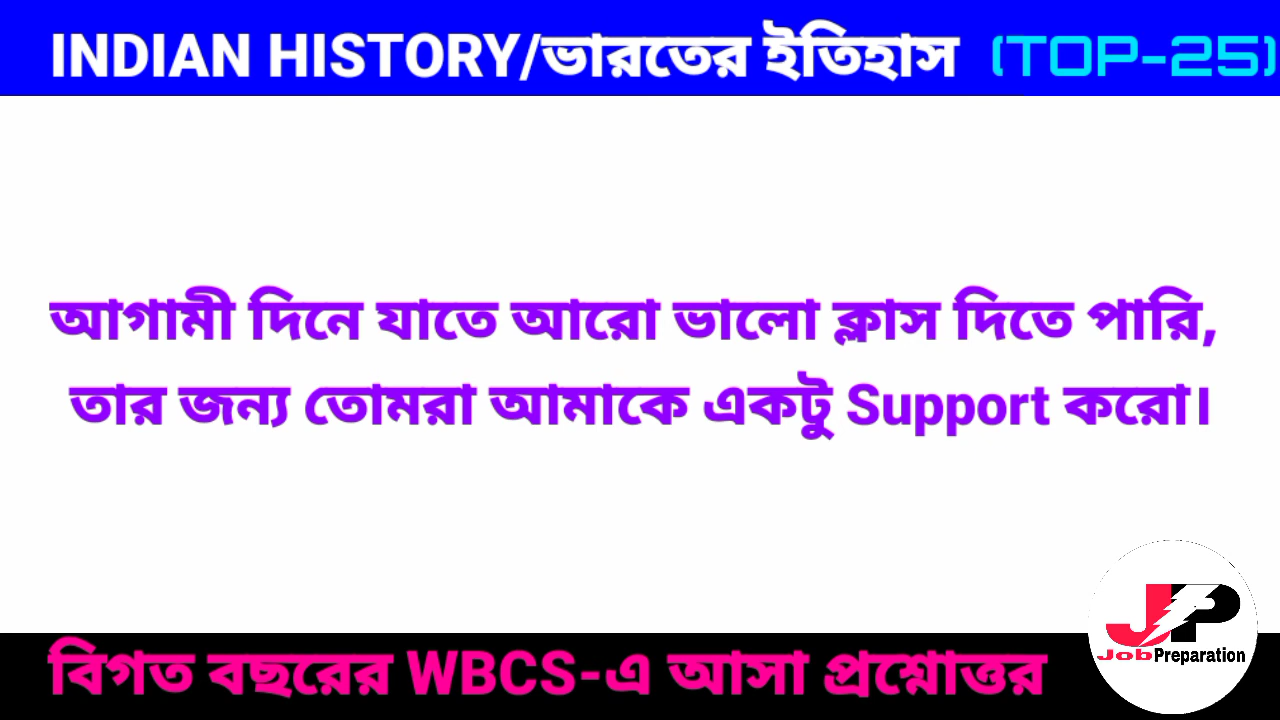 INDIAN HISTORY/ভারতের ইতিহাস (TOP-25)
আগামী দিনে যাতে আরো ভালো ক্লাস দিতে পারি,
তার জন্য তোমরা আমাকে একটু Support করো।
JP
Job Preparation
বিগত বছরের WBCS-এ আসা প্রশ্নোত্তর